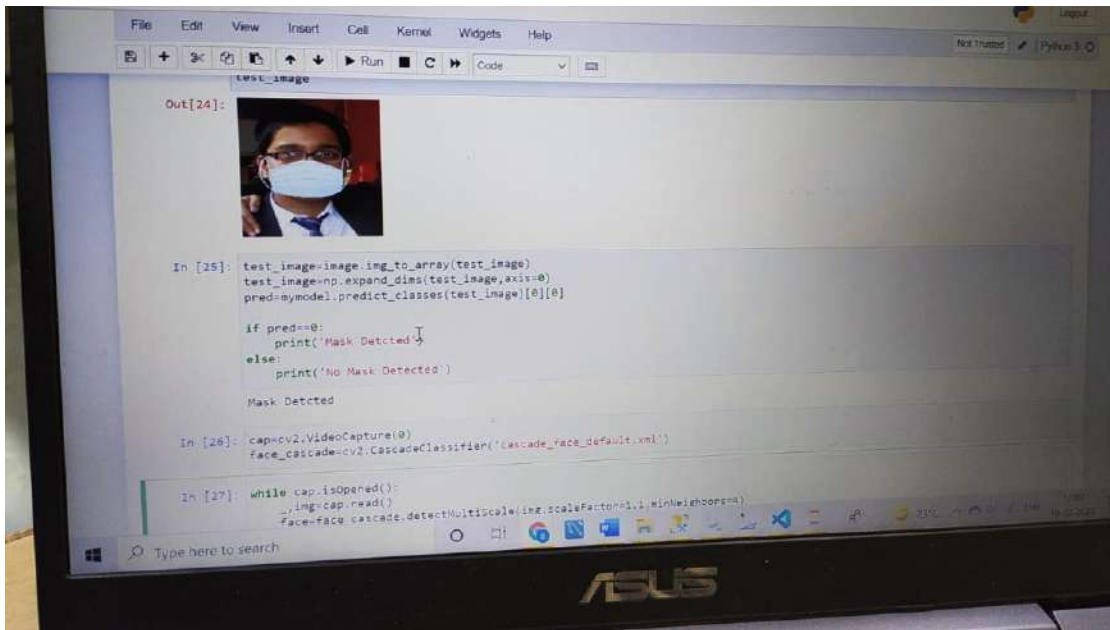 Logout
File Edit View Insert Cell Kernel Widgets Help
Not Trusted Python 3
Run Code
test_image
Out[24]:
In [25]: test_image=image.img_to_array(test_image)
test_image=np.expand_dims(test_image,axis=0)
pred=mymodel.predict_classes(test_image)[0][0]
if pred==0:
print('Mask Detcted')
else:
print('No Mask Detected')
Mask Detcted
In [26]: cap=cv2.VideoCapture(0)
face_cascade=cv2.CascadeClassifier('cascade_face_default.xml')
In [27]: while cap.isOpened():
_,img=cap.read()
face=face_cascade.detectMultiScale(img,scaleFactor=1.1,minNeighbors=4)
Type here to search
ASUS